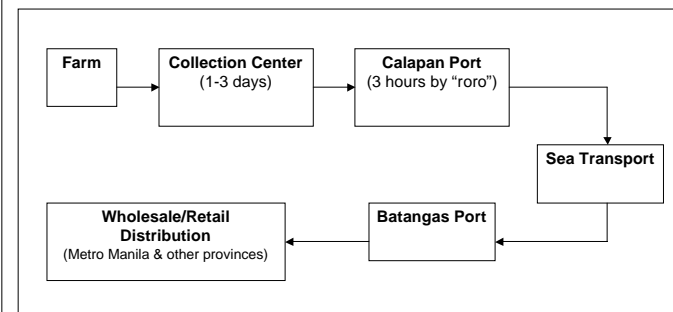 Farm
Collection Center
(1-3 days)
Calapan Port
(3 hours by “roro”)
Sea Transport
Batangas Port
Wholesale/Retail
Distribution
(Metro Manila & other provinces)